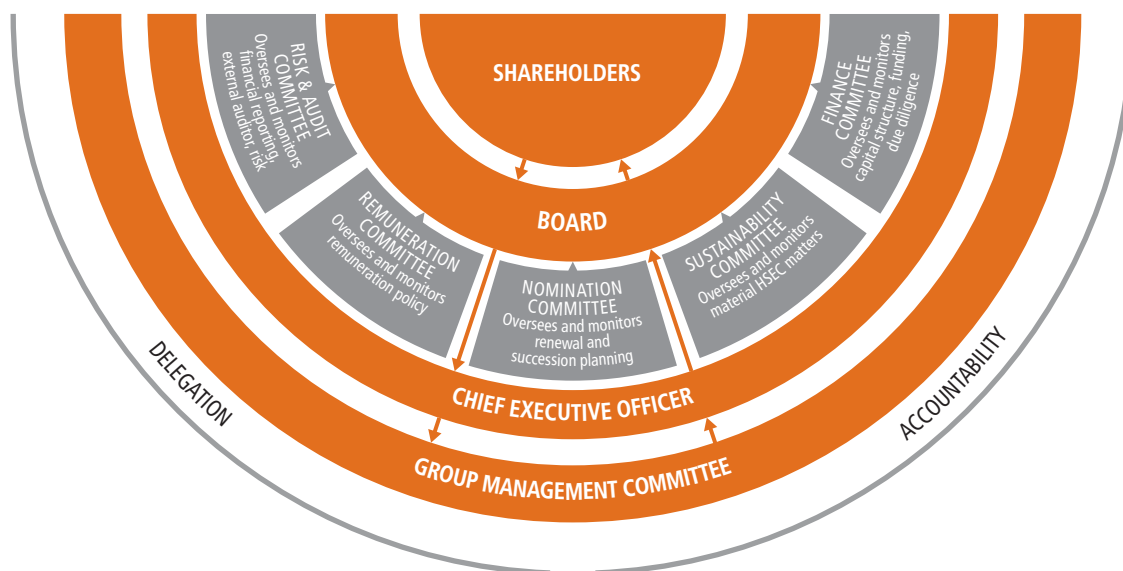 SHAREHOLDERS
BOARD
RISK & AUDIT
COMMITTEE
Oversees and monitors
financial reporting,
external auditor, risk
REMUNERATION
COMMITTEE
Oversees and monitors
remuneration policy
NOMINATION
COMMITTEE
Oversees and monitors
renewal and
succession planning
SUSTAINABILITY
COMMITTEE
Oversees and monitors
material HSEC matters
FINANCE
COMMITTEE
Oversees and monitors
capital structure, funding,
due diligence
CHIEF EXECUTIVE OFFICER
GROUP MANAGEMENT COMMITTEE
DELEGATION
ACCOUNTABILITY